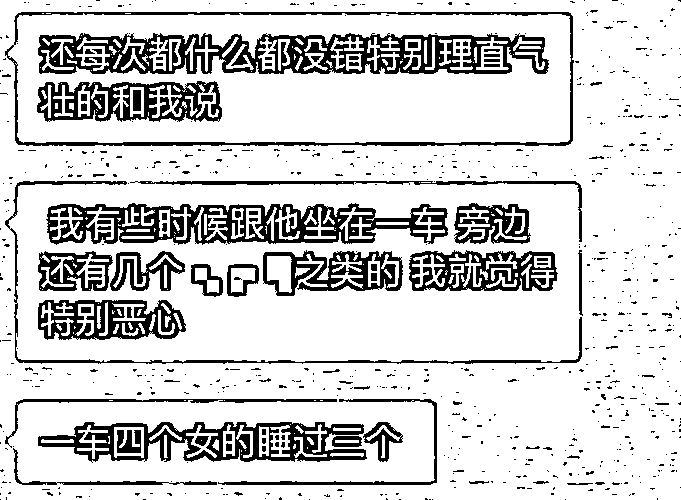 还每次都什么都没错特别理直气
壮的和我说
我有些时候跟他坐在一车 旁边
还有几个 之类的 我就觉得
特别恶心
一车四个女的睡过三个